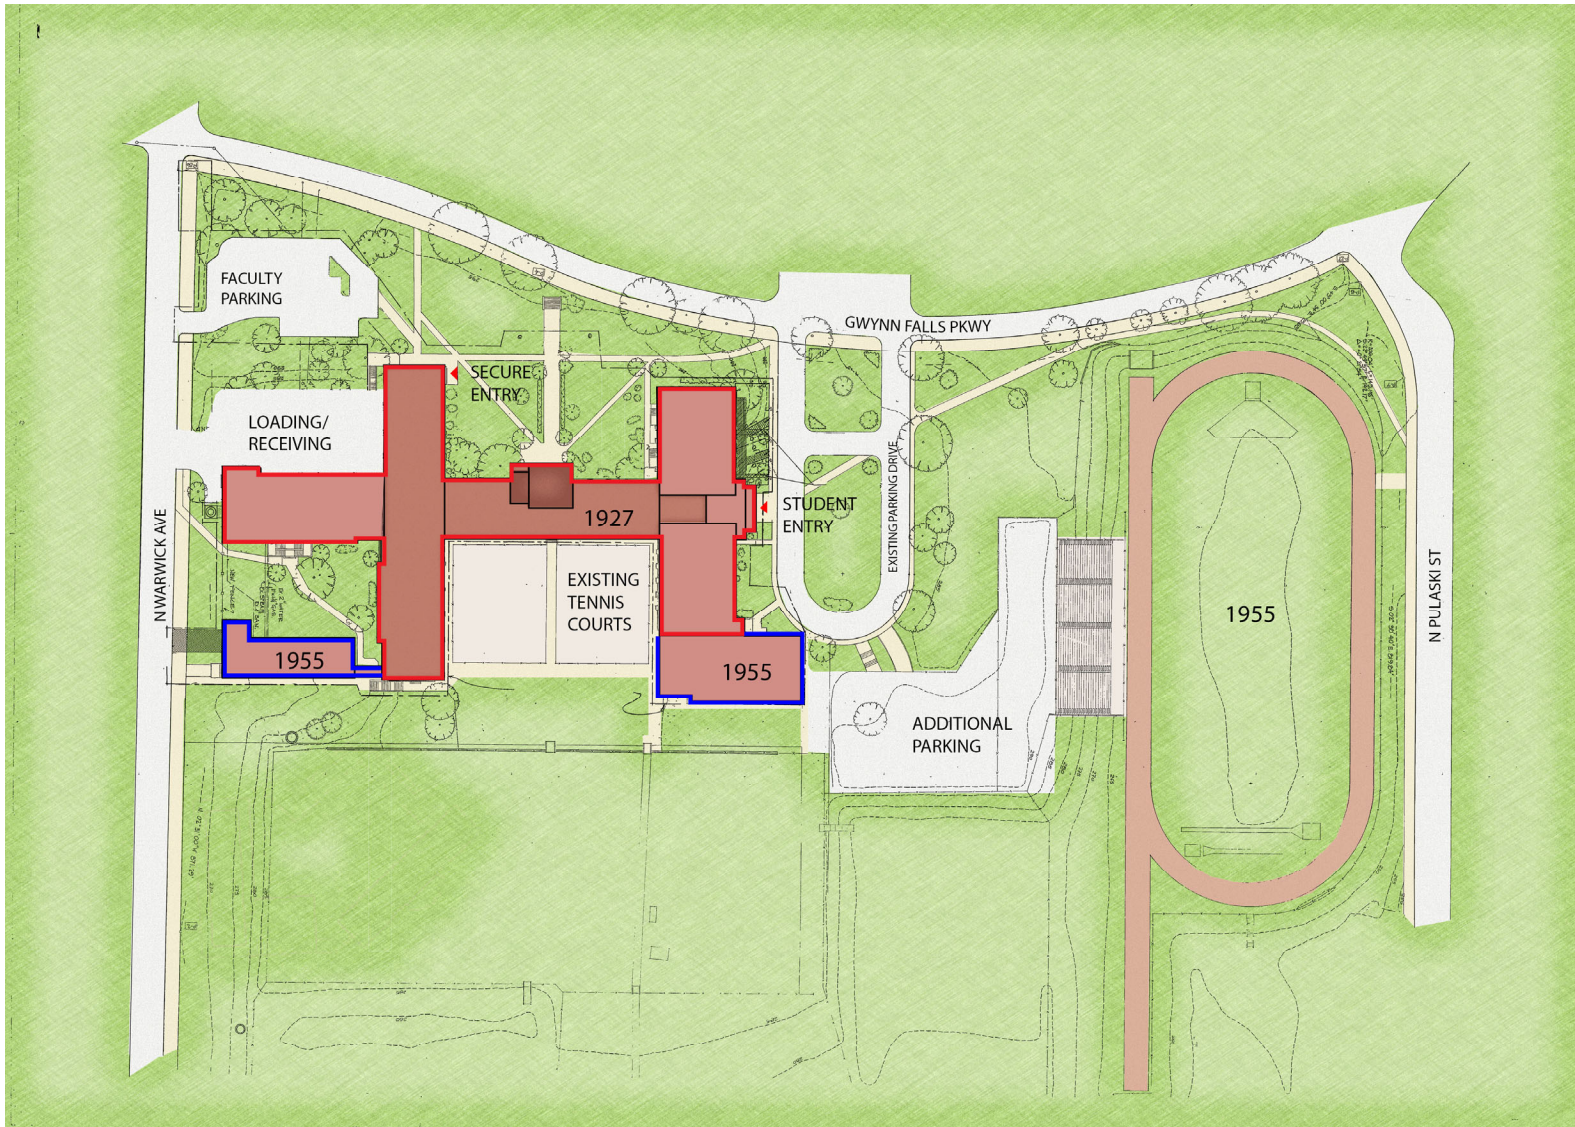 FACULTY
PARKING
GWYNN FALLS PKWY
SECURE
ENTRY
LOADING/
RECEIVING
STUDENT
ENTRY
1927
EXISTING PARKING DRIVE
N WARWICK AVE
EXISTING
TENNIS
COURTS
N PULASKI ST
1955
1955
1955
ADDITIONAL
PARKING